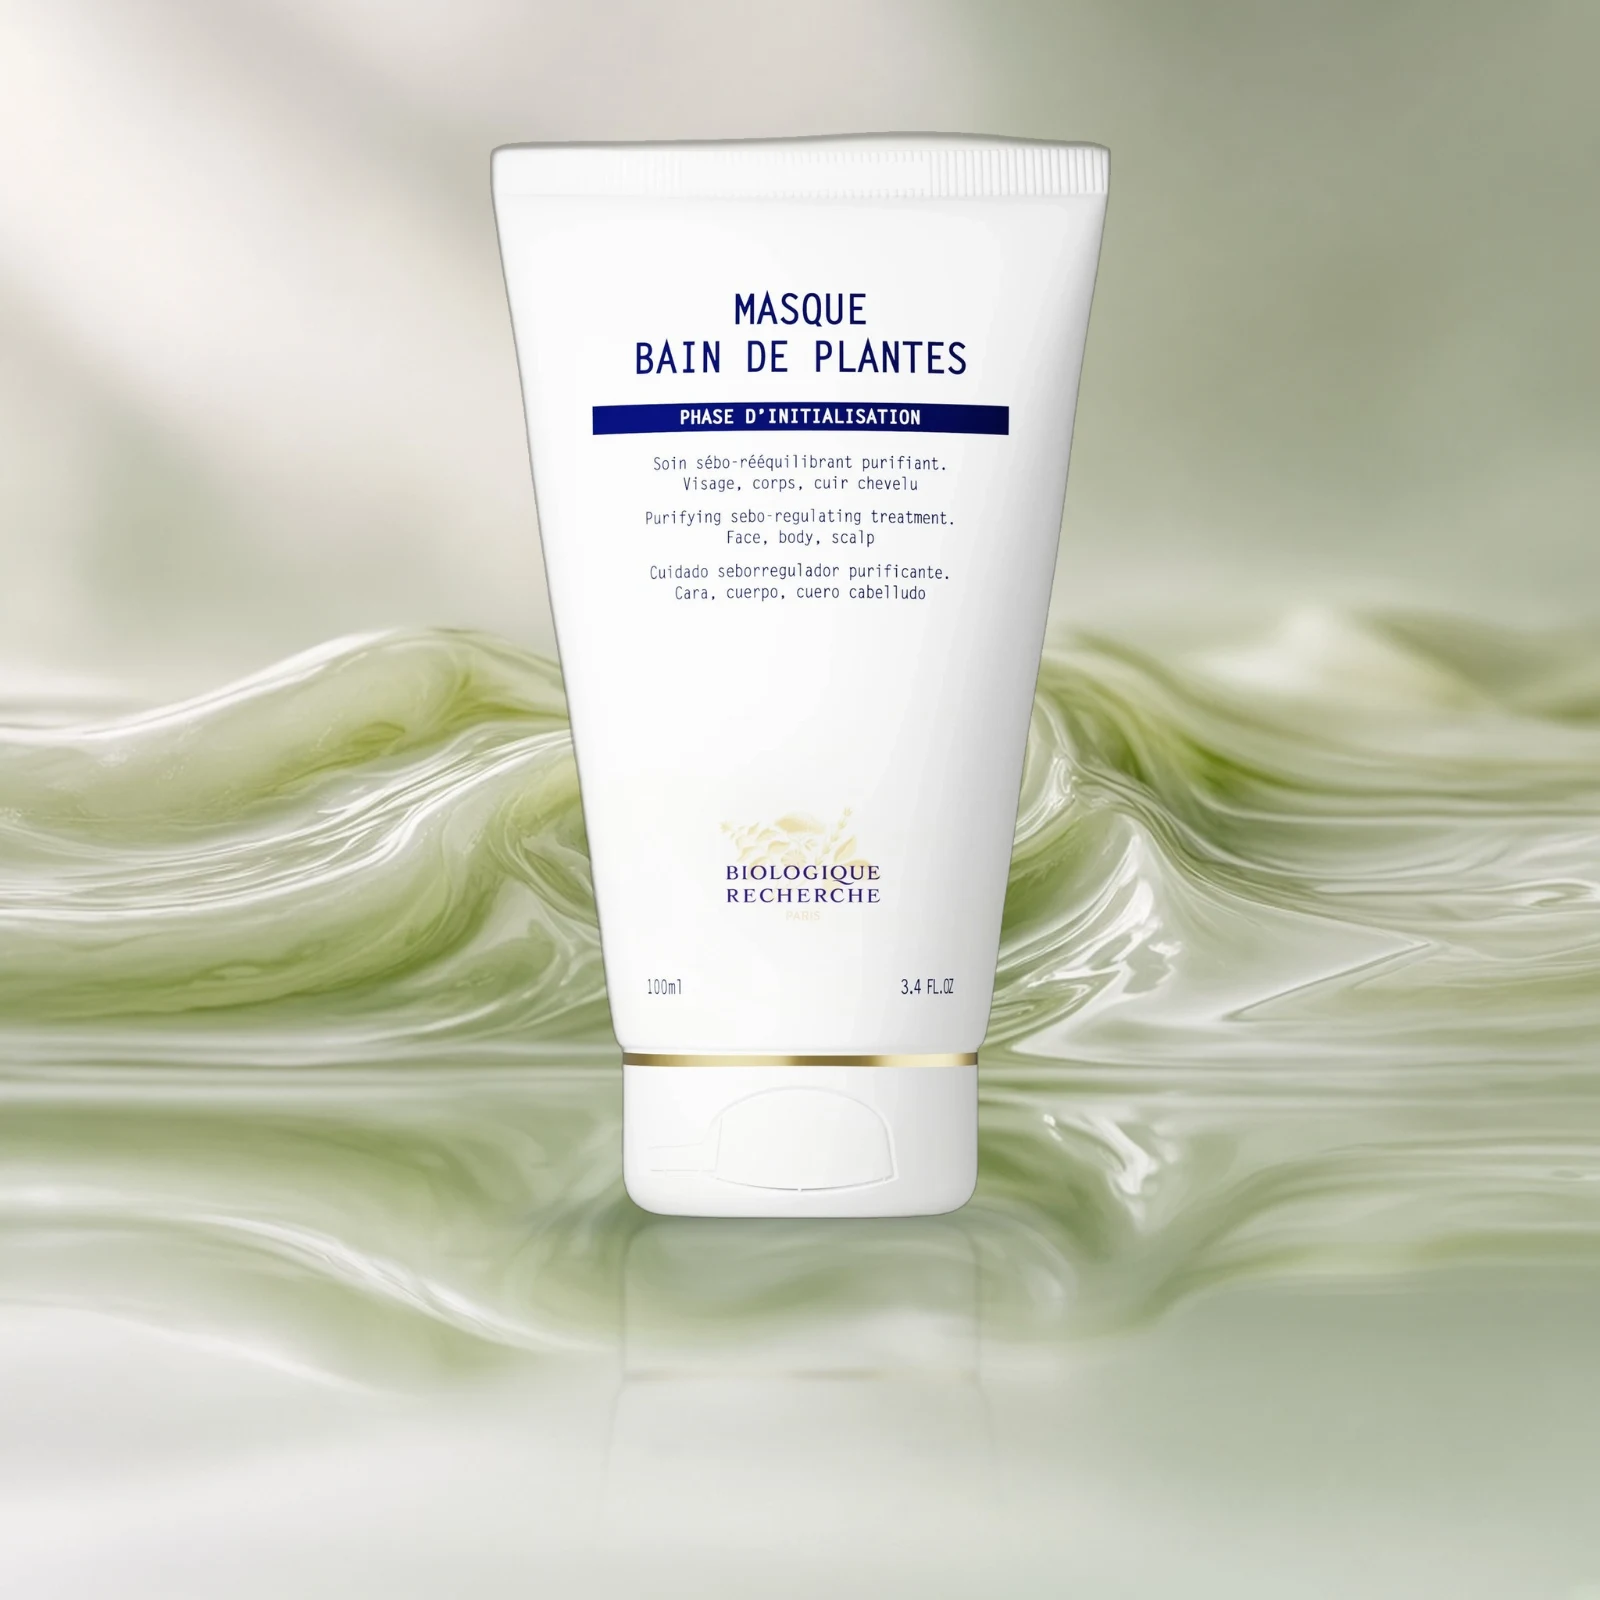 MASQUE
BAIN DE PLANTES
PHASE D'INITIALISATION
Soin sébo-rééquilibrant purifiant.
Visage, corps, cuir chevelu
Purifying sebo-regulating treatment.
Face, body, scalp
Cuidado seborregulador purificante.
Cara, cuerpo, cuero cabelludo
BIOLOGIQUE
RECHERCHE
PARIS
100ml
3.4 FL.OZ